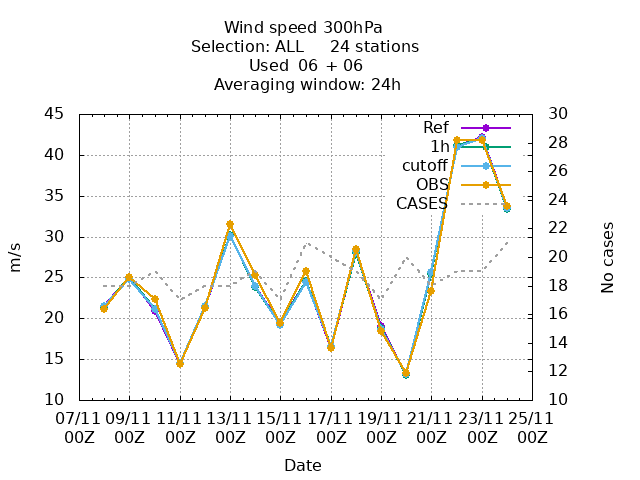 Wind speed 300hPa
Selection: ALL 24 stations
Used 06 + 06
Averaging window: 24h
45 30
Ref 28
1h 26
40
cutoff 24
OBS
35 CASES
22
30 20
m/s No cases
25 18
20 16
14
15 12
10 10
07/11 09/11 11/11 13/11 15/11 17/11 19/11 21/11 23/11 25/11
00Z 00Z 00Z 00Z 00Z 00Z 00Z 00Z 00Z 00Z
Date